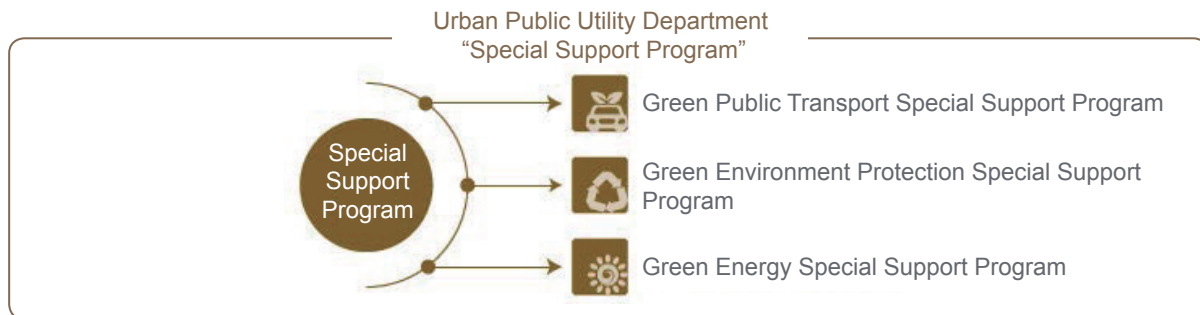 Urban Public Utility Department
“Special Support Program”
Special
Support
Program
Green Public Transport Special Support Program
Green Environment Protection Special Support
Program
Green Energy Special Support Program